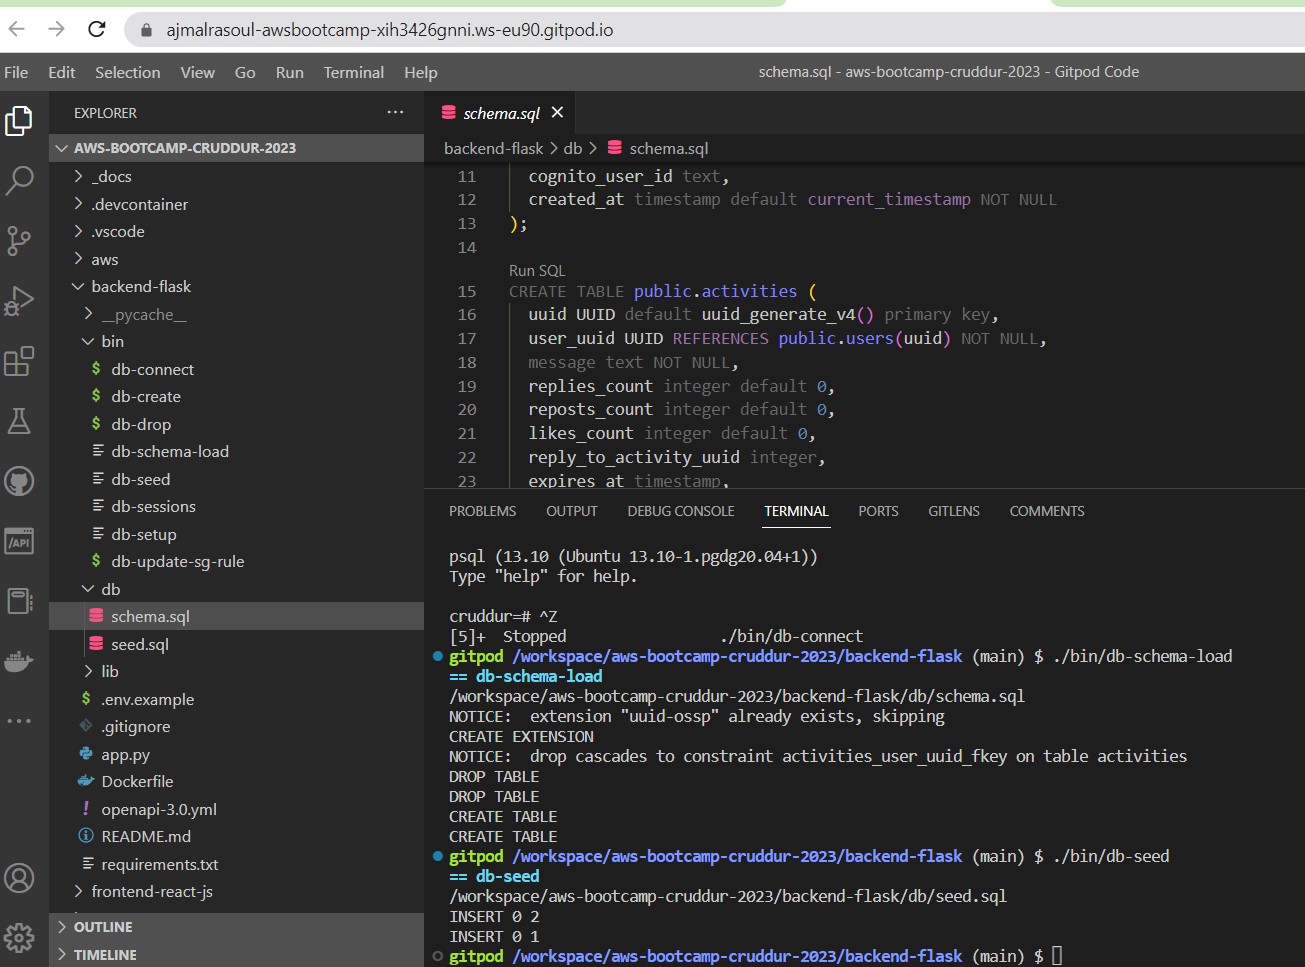 ajmalrasoul-awsbootcamp-xih3426gnni.ws-eu90.gitpod.io
File Edit Selection View Go Run Terminal Help
schema.sql - aws-bootcamp-cruddur-2023 - Gitpod Code
EXPLORER
AWS-BOOTCAMP-CRUDDUR-2023
_docs
.devcontainer
.vscode
aws
backend-flask
__pycache__
bin
$ db-connect
$ db-create
$ db-drop
db-schema-load
db-seed
db-sessions
db-setup
$ db-update-sg-rule
db
schema.sql
seed.sql
lib
$ .env.example
.gitignore
app.py
Dockerfile
! openapi-3.0.yml
README.md
requirements.txt
frontend-react-js
OUTLINE
TIMELINE
/API
schema.sql
backend-flask > db > schema.sql
11 cognito_user_id text,
12 created_at timestamp default current_timestamp NOT NULL
13 );
14
Run SQL
15 CREATE TABLE public.activities (
16 uuid UUID default uuid_generate_v4() primary key,
17 user_uuid UUID REFERENCES public.users(uuid) NOT NULL,
18 message text NOT NULL,
19 replies_count integer default 0,
20 reposts_count integer default 0,
21 likes_count integer default 0,
22 reply_to_activity_uuid integer,
23 expires_at timestamp,
PROBLEMS OUTPUT DEBUG CONSOLE TERMINAL PORTS GITLENS COMMENTS
psql (13.10 (Ubuntu 13.10-1.pgdg20.04+1))
Type "help" for help.
cruddur=# ^Z
[5]+ Stopped ./bin/db-connect
gitpod /workspace/aws-bootcamp-cruddur-2023/backend-flask (main) $ ./bin/db-schema-load
== db-schema-load
/workspace/aws-bootcamp-cruddur-2023/backend-flask/db/schema.sql
NOTICE: extension "uuid-ossp" already exists, skipping
CREATE EXTENSION
NOTICE: drop cascades to constraint activities_user_uuid_fkey on table activities
DROP TABLE
DROP TABLE
CREATE TABLE
CREATE TABLE
gitpod /workspace/aws-bootcamp-cruddur-2023/backend-flask (main) $ ./bin/db-seed
== db-seed
/workspace/aws-bootcamp-cruddur-2023/backend-flask/db/seed.sql
INSERT 0 2
INSERT 0 1
gitpod /workspace/aws-bootcamp-cruddur-2023/backend-flask (main) $